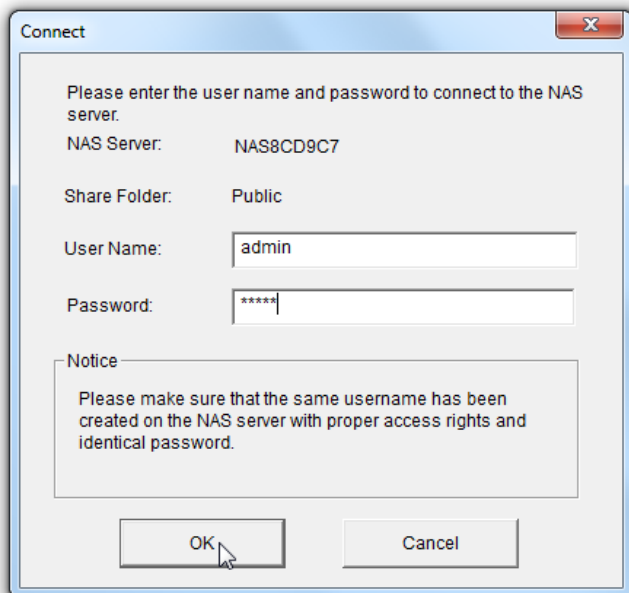 Connect
Please enter the user name and password to connect to the NAS
server.
NAS Server: NAS8CD9C7
Share Folder: Public
User Name: admin
Password: *****
Notice
Please make sure that the same username has been
created on the NAS server with proper access rights and
identical password.
OK Cancel